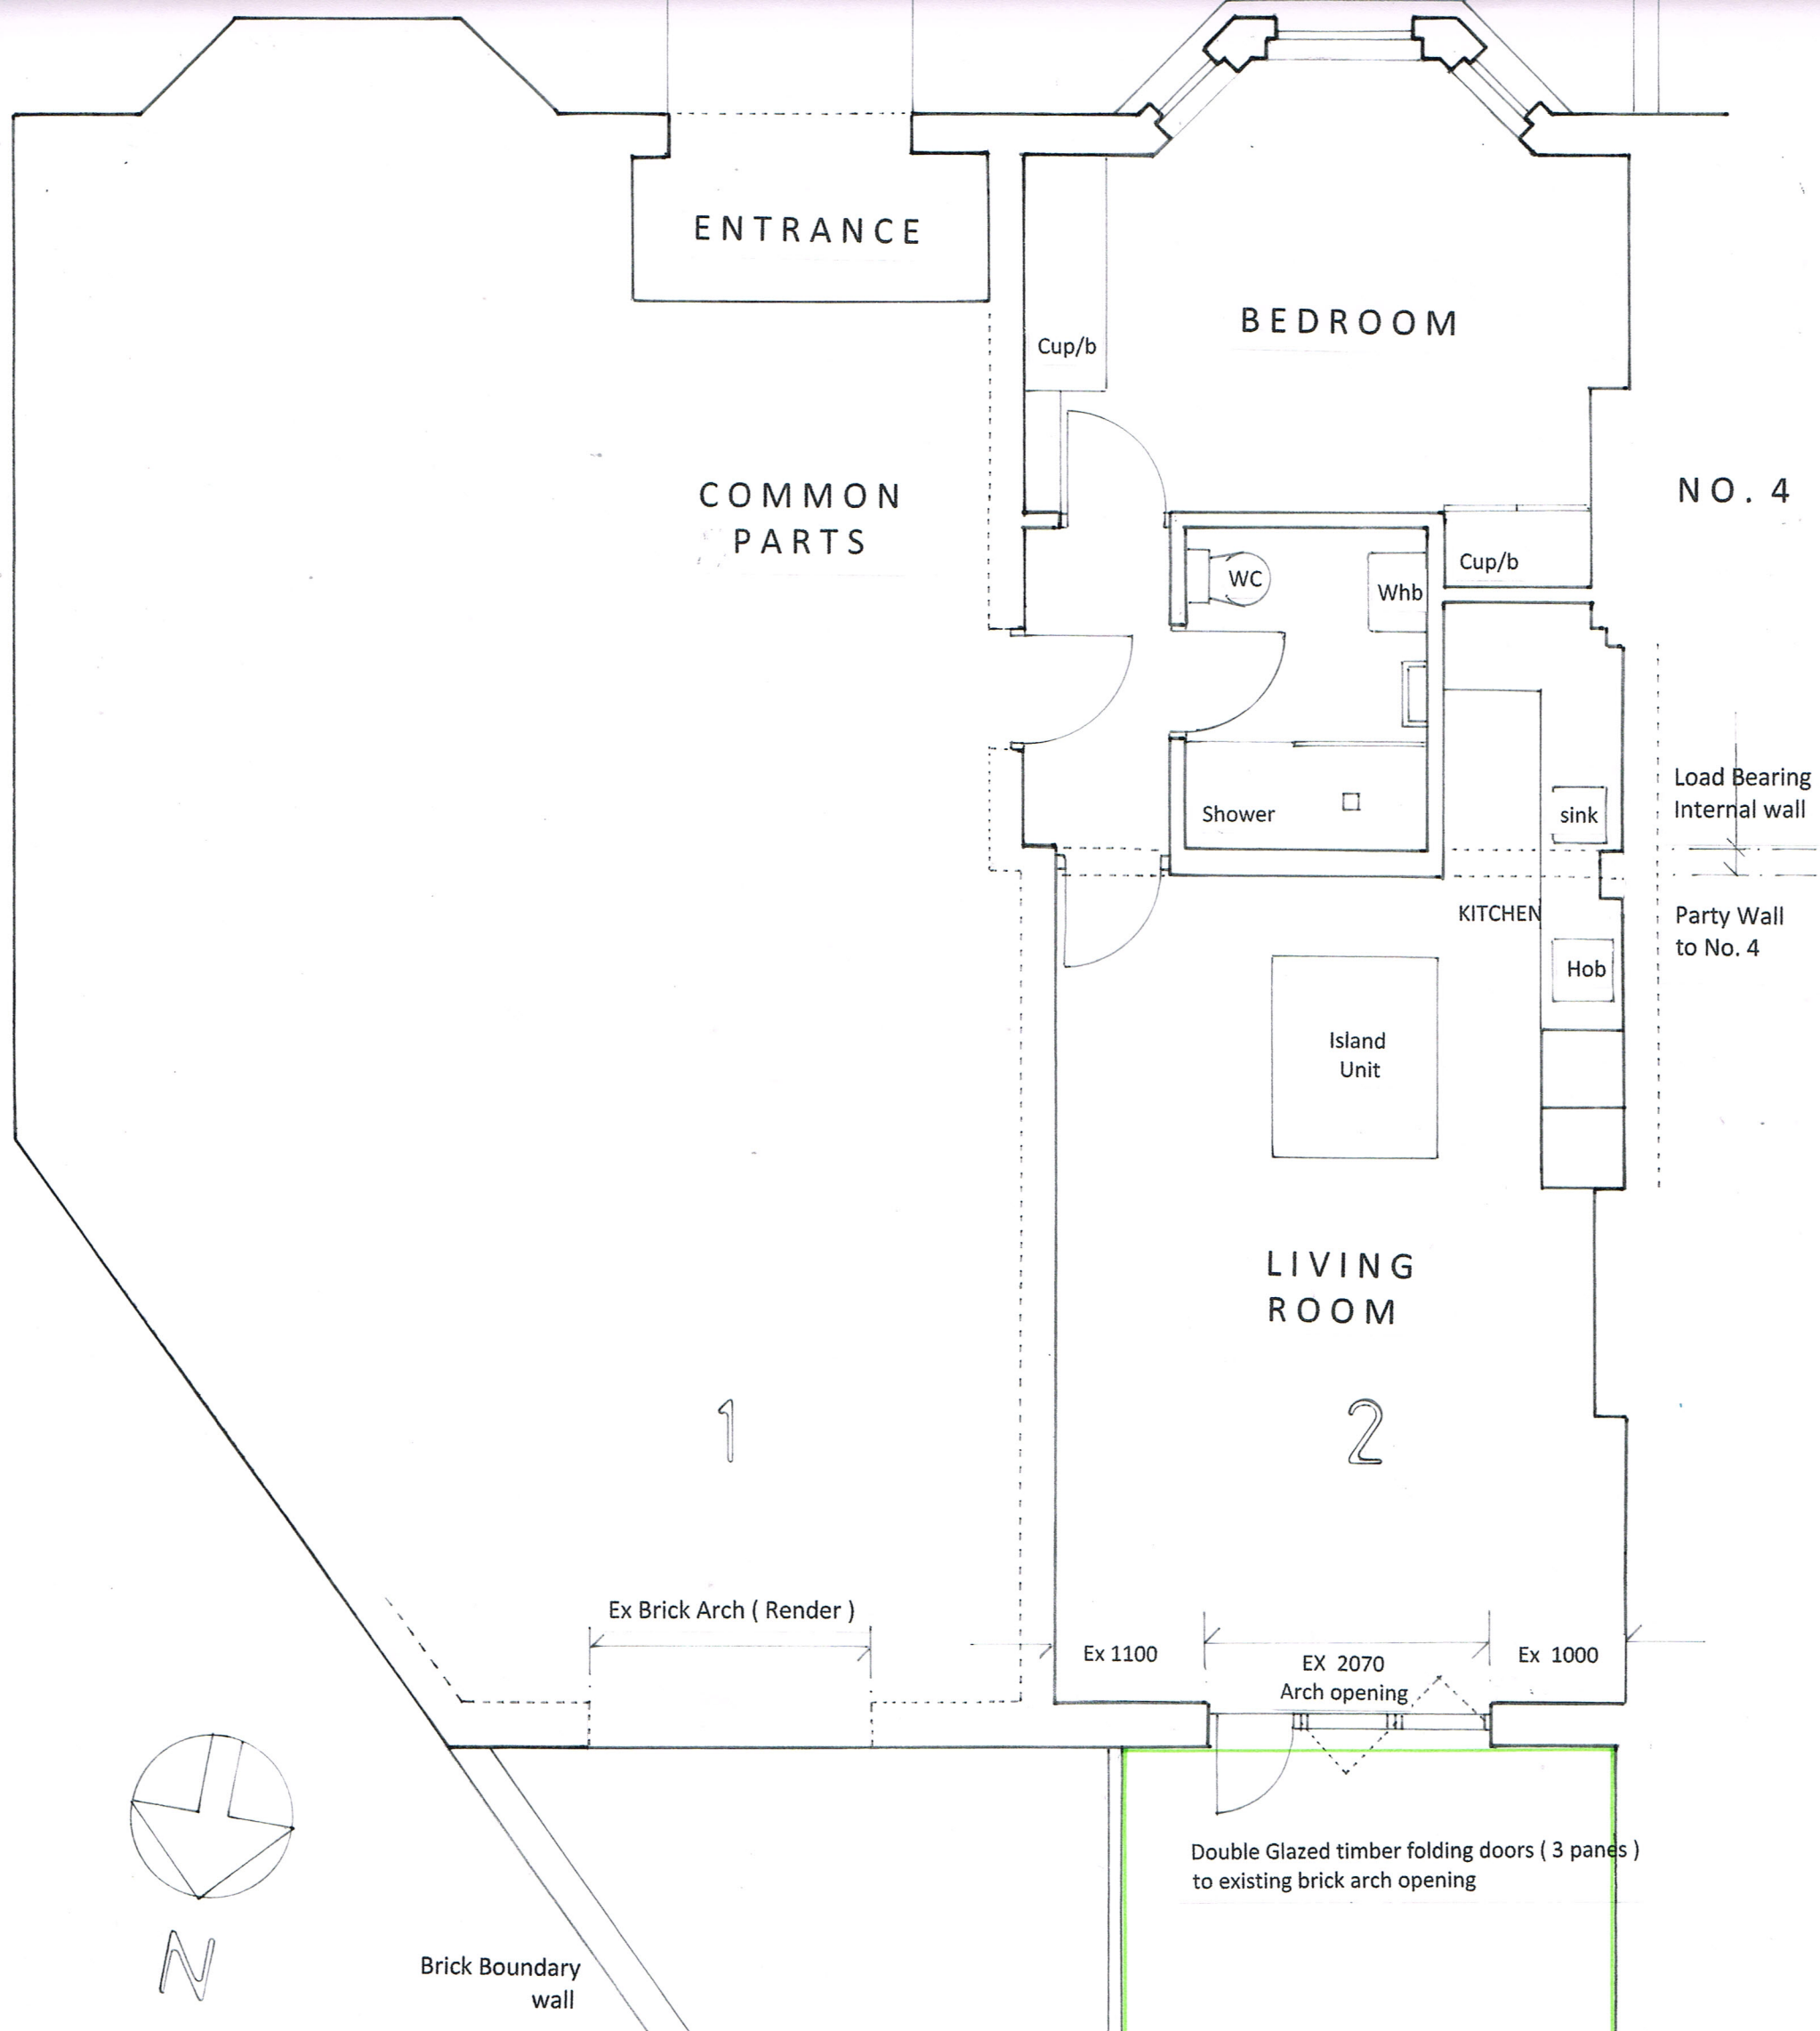 ENTRANCE
BEDROOM
Cup/b
COMMON
PARTS
NO. 4
Cup/b
WC
Whb
Load Bearing
Internal wall
Shower
sink
KITCHEN
Party Wall
to No. 4
Hob
Island
Unit
LIVING
ROOM
1
2
Ex Brick Arch ( Render )
Ex 1100
EX 2070
Arch opening
Ex 1000
Double Glazed timber folding doors ( 3 panes )
to existing brick arch opening
N
Brick Boundary
wall